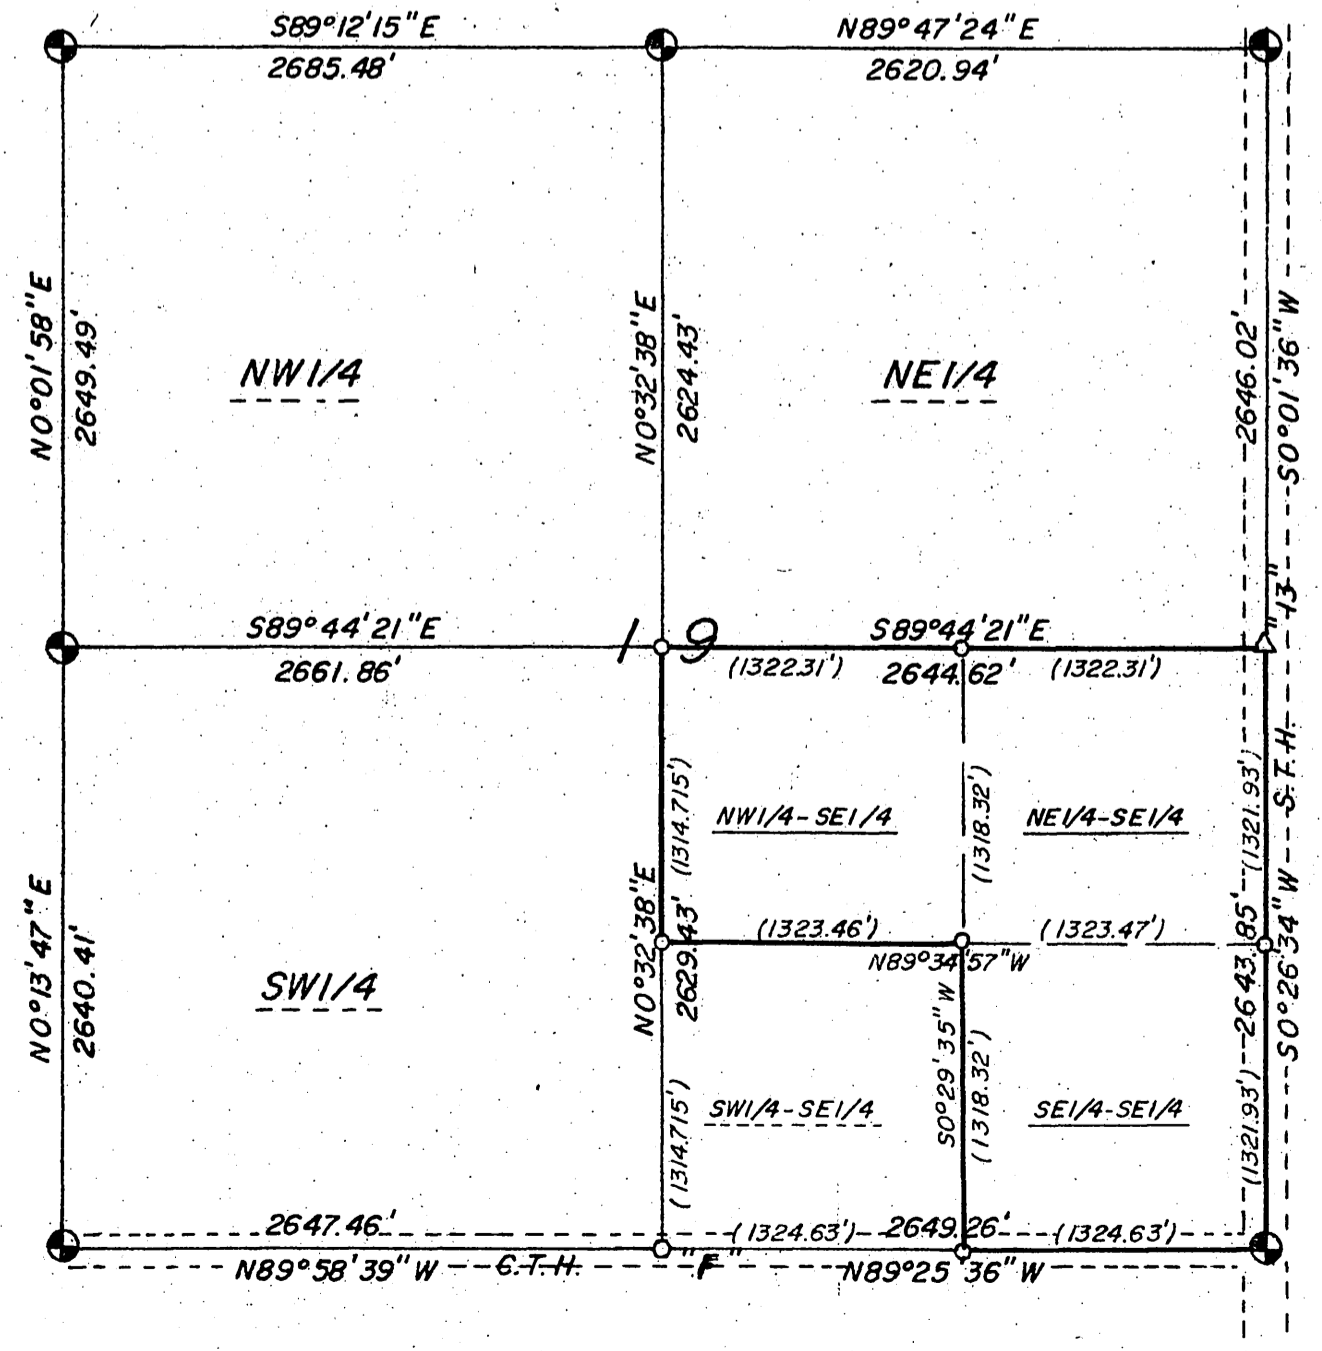 S89°12'15"E
N89°47'24"E
2685.48'
2620.94'
N0°01'58"E
2649.49'
N0°32'38"E
2624.43'
2646.02'
S0°01'36"W
NW1/4
NE1/4
S89°44'21"E
19
S89°44'21"E
2661.86'
(1322.31')
2644.62'
(1322.31')
S.T.H. "13"
(1314.715')
NW1/4-SE1/4
(1318.32')
NE1/4-SE1/4
(1321.93')
N0°13'47"E
2640.41'
SW1/4
N0°32'38"E
2629.43'
(1323.46')
(1323.47')
N89°34'57"W
2643.85'
S0°26'34"W
(1314.715')
SW1/4-SE1/4
S0°29'35"W
(1318.32')
SE1/4-SE1/4
(1321.93')
2647.46'
(1324.63')
2649.26'
(1324.63')
N89°58'39"W
C.T.H. "F"
N89°25'36"W